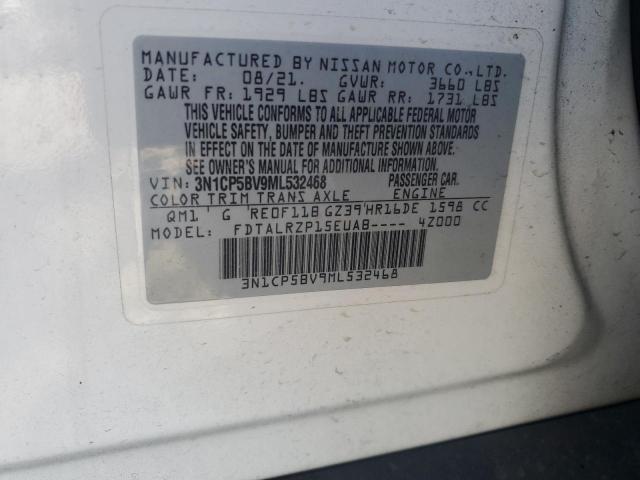 MANUFACTURED BY NISSAN MOTOR CO., LTD.
DATE: 08/21. GVWR: 3660 LBS
GAWR FR: 1929 LBS GAWR RR: 1731 LBS
THIS VEHICLE CONFORMS TO ALL APPLICABLE FEDERAL MOTOR
VEHICLE SAFETY, BUMPER AND THEFT PREVENTION STANDARDS
IN EFFECT ON THE DATE OF MANUFACTURE SHOWN ABOVE.
SEE OWNER'S MANUAL FOR ADDITIONAL INFORMATION.
VIN: 3N1CP5BV9ML532468 PASSENGER CAR.
COLOR TRIM TRANS AXLE ENGINE
QM1 ' G 'RE0F11B GZ39'HR16DE 1598 CC
MODEL: FDTALRZP15EUAB---- 4Z000
3N1CP5BV9ML532468